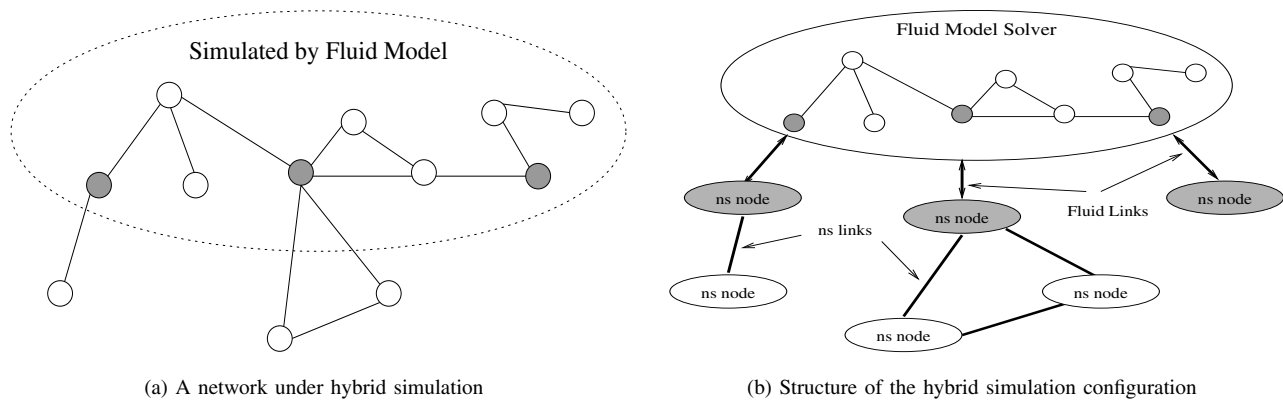 Simulated by Fluid Model
(a) A network under hybrid simulation
Fluid Model Solver
ns node
ns node
ns node
Fluid Links
ns links
ns node
ns node
ns node
(b) Structure of the hybrid simulation configuration